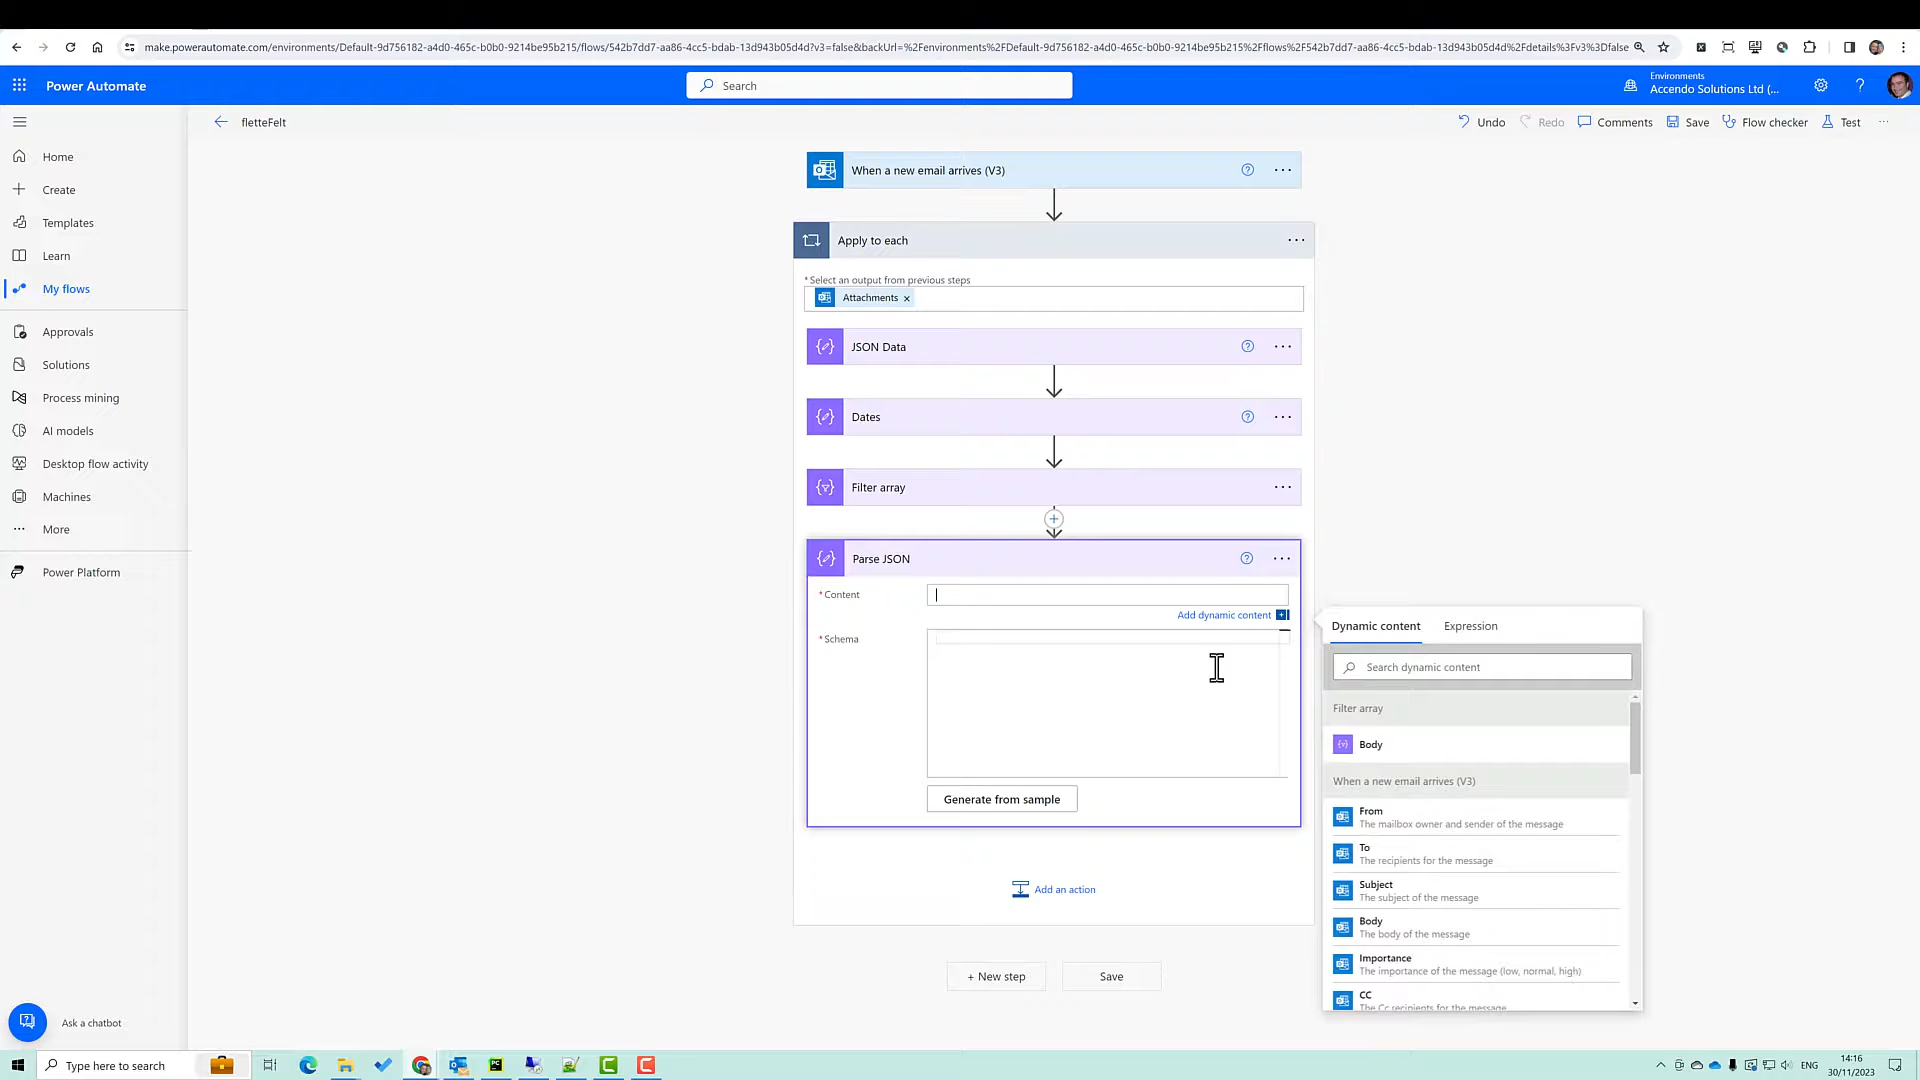 make.powerautomate.com/environments/Default-9d756182-a4d0-465c-b0b0-9214be95b215/flows/542b7dd7-aa86-4cc5-bdab-13d943b05d4d?v3=false&backUrl=%2Fenvironments%2FDefault-9d756182-a4d0-465c-b0b0-9214be95b215%2Fflows%2F542b7dd7-aa86-4cc5-bdab-13d943b05d4d%2Fdetails%3Fv3%3Dfalse
Power Automate
Search
Environments
Accendo Solutions Ltd (...
fletteFelt
Undo
Redo
Comments
Save
Flow checker
Test
Home
Create
Templates
Learn
My flows
Approvals
Solutions
Process mining
AI models
Desktop flow activity
Machines
More
Power Platform
Ask a chatbot
When a new email arrives (V3)
Apply to each
* Select an output from previous steps
Attachments ×
JSON Data
Dates
Filter array
Parse JSON
* Content
Add dynamic content
* Schema
Generate from sample
Add an action
+ New step
Save
Dynamic content
Expression
Search dynamic content
Filter array
Body
When a new email arrives (V3)
From
The mailbox owner and sender of the message
To
The recipients for the message
Subject
The subject of the message
Body
The body of the message
Importance
The importance of the message (low, normal, high)
CC
The Cc recipients for the message
Type here to search
ENG
14:16
30/11/2023